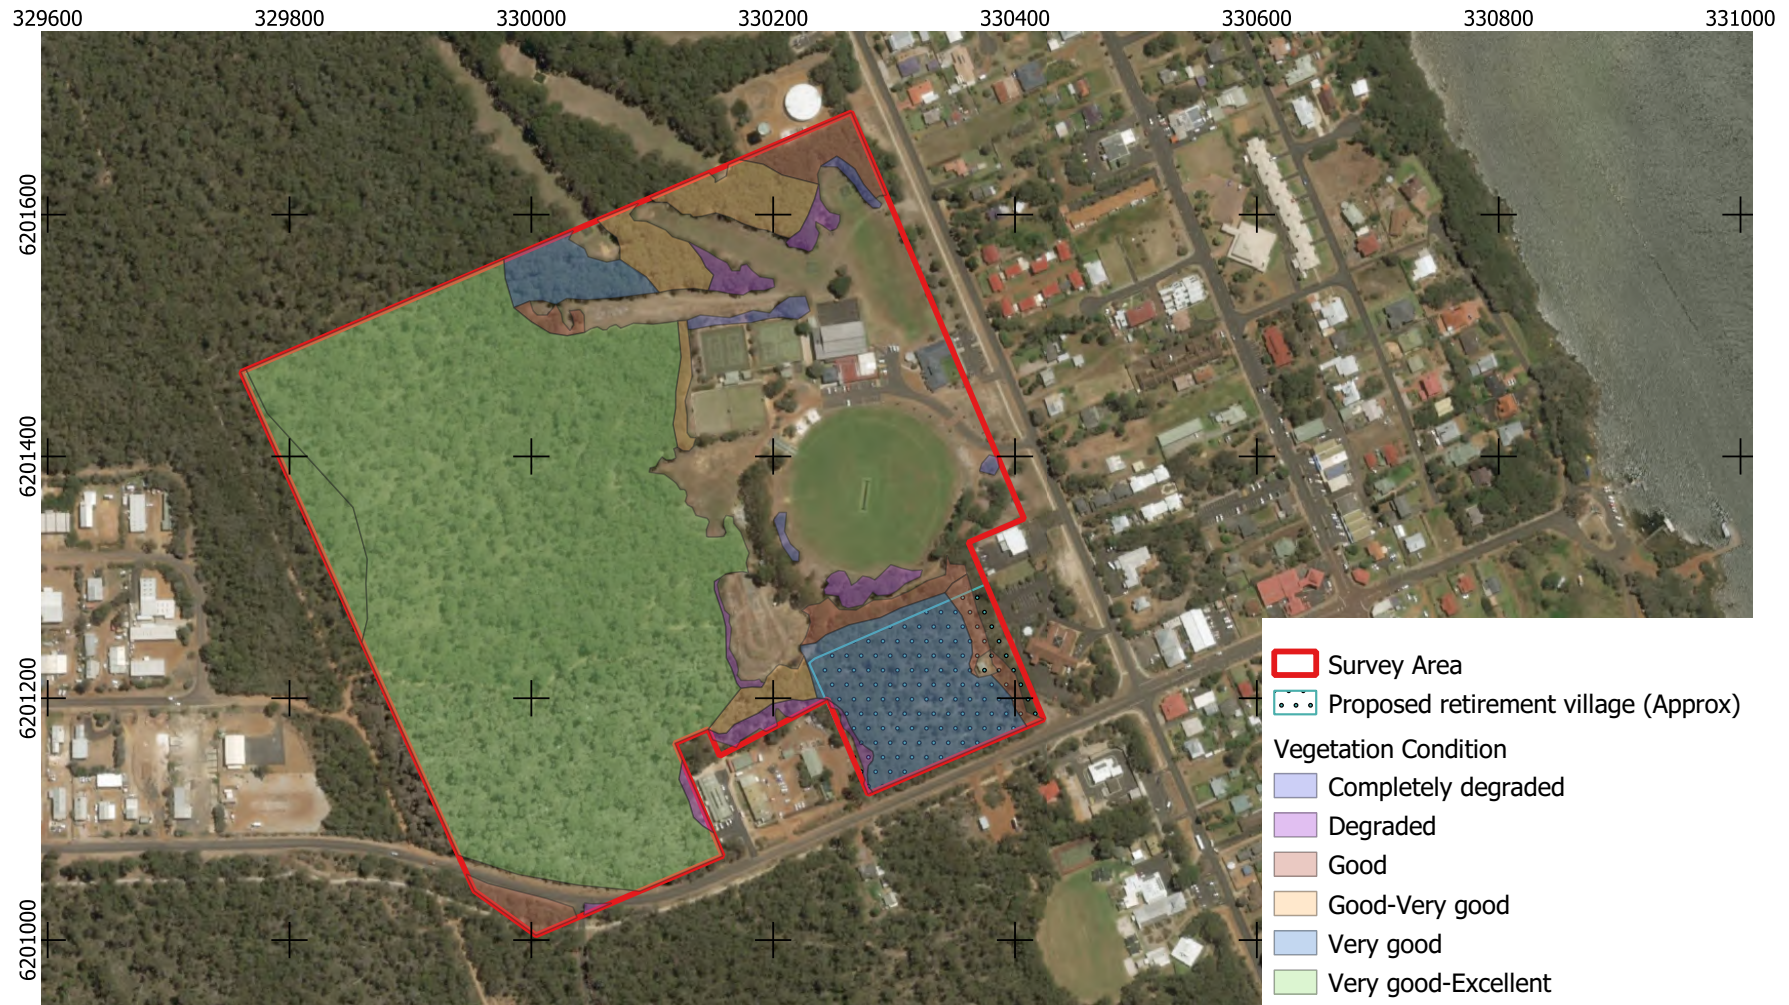 329600 329800 330000 330200 330400 330600 330800 331000
6201600
6201400
6201200
6201000
Survey Area
Proposed retirement village (Approx)
Vegetation Condition
Completely degraded
Degraded
Good
Good-Very good
Very good
Very good-Excellent